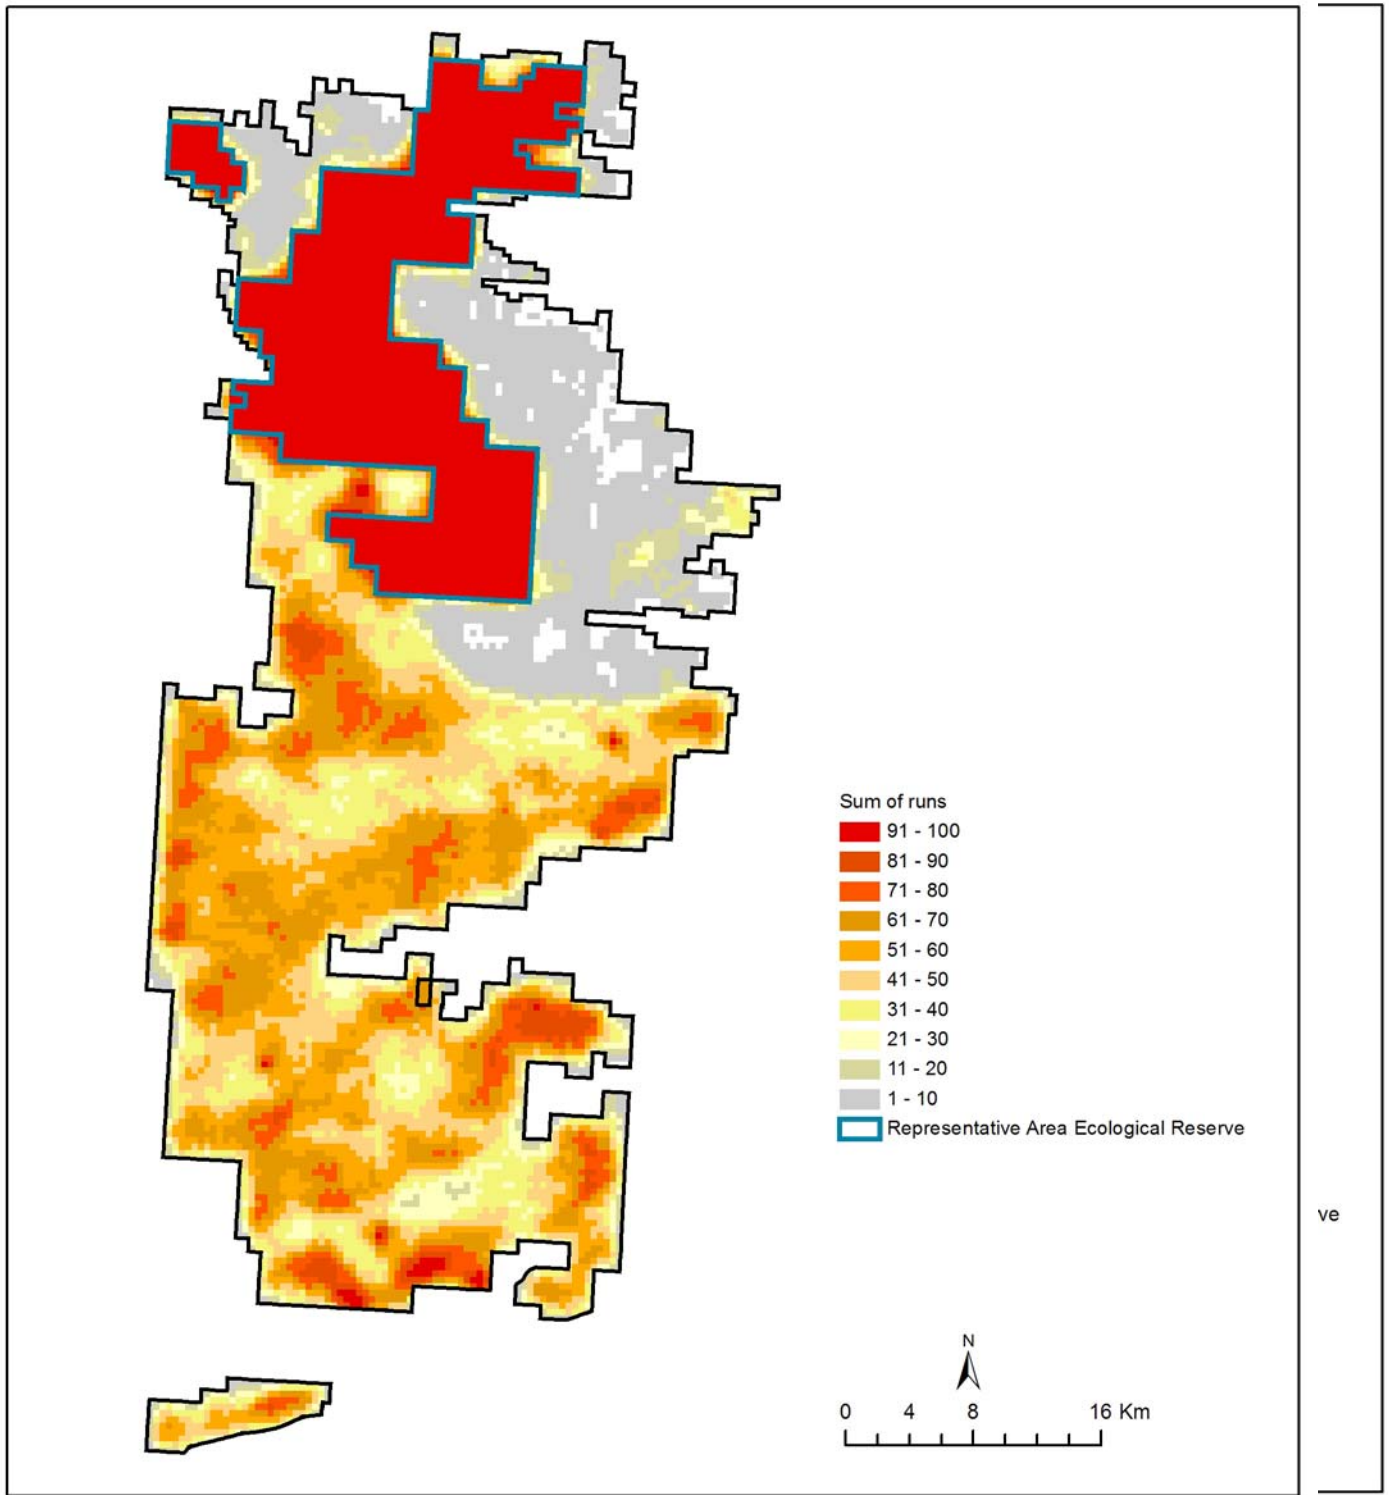 Sum of runs
91 - 100
81 - 90
71 - 80
61 - 70
51 - 60
41 - 50
31 - 40
21 - 30
11 - 20
1 - 10
Representative Area Ecological Reserve
ve
N
0 4 8 16 Km